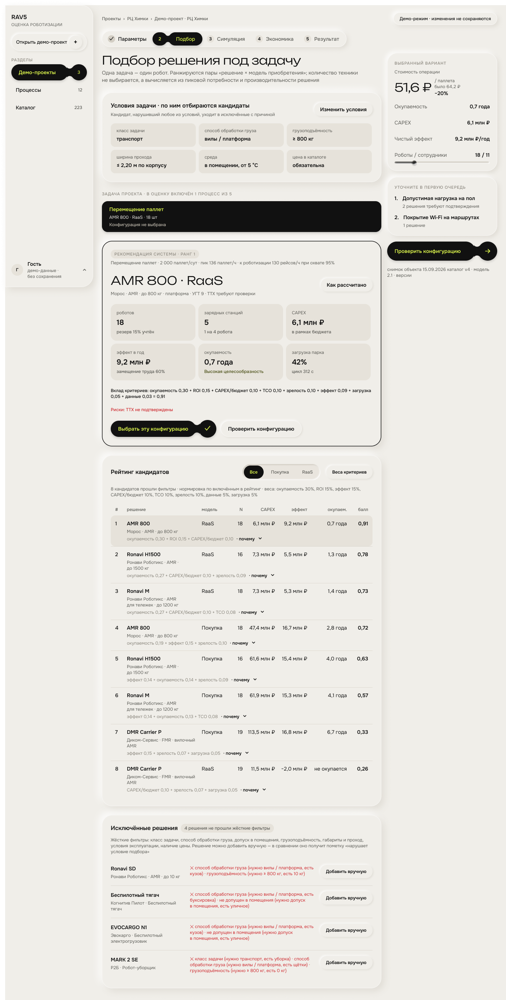 RAV5
ОЦЕНКА РОБОТИЗАЦИИ
Открыть демо-проект +
РАЗДЕЛЫ
Демо-проекты 3
Процессы 12
Каталог 223
Г
Гость
демо-данные ·
без сохранения
Проекты › РЦ Химки › Демо-проект · РЦ Химки
Демо-режим · изменения не сохраняются
Параметры 2 Подбор 3 Симуляция 4 Экономика 5 Результат
Подбор решения под задачу
Одна задача — один робот. Ранжируются пары «решение × модель приобретения»; количество техники
не выбирается, а вычисляется из пиковой потребности и производительности решения
Условия задачи · по ним отбираются кандидаты
Кандидат, нарушивший любое из условий, уходит в исключённые с причиной
Изменить условия
класс задачи
транспорт
способ обработки груза
вилы / платформа
грузоподъёмность
≥ 800 кг
ширина прохода
≤ 2,20 м по корпусу
среда
в помещении, от 5 °C
цена в каталоге
обязательна
ЗАДАЧА ПРОЕКТА · В ОЦЕНКУ ВКЛЮЧЁН 1 ПРОЦЕСС ИЗ 5
Перемещение паллет
AMR 800 · RaaS · 18 шт
Конфигурация не выбрана
РЕКОМЕНДАЦИЯ СИСТЕМЫ · РАНГ 1
Перемещение паллет · 2 000 паллет/сут · пик 136 паллет/ч · к роботизации 130 рейсов/ч при охвате 95%
AMR 800 · RaaS
Как рассчитано
Морос · AMR · до 800 кг · платформа · УГТ 9 · ТТХ требуют проверки
роботов
18
резерв 15% учтён
зарядных станций
5
1 на 4 робота
CAPEX
6,1 млн ₽
в рамках бюджета
эффект в год
9,2 млн ₽
замещение труда 60%
окупаемость
0,7 года
Высокая целесообразность
загрузка парка
42%
цикл 312 с
Вклад критериев: окупаемость 0,30 + ROI 0,15 + CAPEX/бюджет 0,10 + TCO 0,10 + зрелость 0,10 + эффект 0,09 + загрузка
0,05 + данные 0,03 = 0,91
Риски: ТТХ не подтверждены
Выбрать эту конфигурацию
Проверить конфигурацию
Рейтинг кандидатов
Все Покупка RaaS
Веса критериев
8 кандидатов прошли фильтры · нормировка по включённым в рейтинг · веса: окупаемость 30%, ROI 15%, эффект 15%,
CAPEX/бюджет 10%, TCO 10%, зрелость 10%, данные 5%, загрузка 5%
# решение модель N CAPEX эффект окупаем. балл
1 AMR 800 RaaS 18 6,1 млн ₽ 9,2 млн ₽ 0,7 года 0,91
Морос · AMR · до 800 кг
окупаемость 0,30 + ROI 0,15 + CAPEX/бюджет 0,10 · почему
2 Ronavi H1500 RaaS 16 7,3 млн ₽ 5,5 млн ₽ 1,3 года 0,78
Ронави Роботикс · AMR ·
до 1500 кг
окупаемость 0,27 + CAPEX/бюджет 0,10 + зрелость 0,09 · почему
3 Ronavi M RaaS 18 7,3 млн ₽ 5,3 млн ₽ 1,4 года 0,73
Ронави Роботикс · AMR
для тележек · до 1200 кг
окупаемость 0,27 + CAPEX/бюджет 0,10 + TCO 0,08 · почему
4 AMR 800 Покупка 18 47,4 млн ₽ 16,7 млн ₽ 2,8 года 0,72
Морос · AMR · до 800 кг
окупаемость 0,19 + эффект 0,15 + зрелость 0,10 · почему
5 Ronavi H1500 Покупка 16 61,6 млн ₽ 15,4 млн ₽ 4,0 года 0,63
Ронави Роботикс · AMR ·
до 1500 кг
эффект 0,14 + окупаемость 0,14 + зрелость 0,09 · почему
6 Ronavi M Покупка 18 61,9 млн ₽ 15,3 млн ₽ 4,1 года 0,57
Ронави Роботикс · AMR
для тележек · до 1200 кг
эффект 0,14 + окупаемость 0,13 + TCO 0,08 · почему
7 DMR Carrier P Покупка 19 113,5 млн ₽ 16,8 млн ₽ 6,7 года 0,33
Диком-Сервис · FMR · вилочный
AMR
эффект 0,15 + зрелость 0,07 + загрузка 0,05 · почему
8 DMR Carrier P RaaS 19 11,5 млн ₽ −2,0 млн ₽ не окупается 0,26
Диком-Сервис · FMR · вилочный
AMR
CAPEX/бюджет 0,10 + зрелость 0,07 + загрузка 0,05 · почему
Исключённые решения 4 решения не прошли жёсткие фильтры
Жёсткие фильтры: класс задачи, способ обработки груза, допуск в помещения, грузоподъёмность, габариты и проход,
условия эксплуатации, наличие цены. Решение можно добавить вручную — в сравнении оно получит пометку «нарушает
условие подбора»
Ronavi SD
Ронави Роботикс · AMR · до 10 кг
✕ способ обработки груза (нужно вилы / платформа, есть
кузов) · грузоподъёмность (нужно ≥ 800 кг, есть 10 кг)
Добавить вручную
Беспилотный тягач
Когнитив Пилот · Беспилотный
тягач
✕ способ обработки груза (нужно вилы / платформа, есть
буксировка) · не допущен в помещения (нужно допуск
в помещения, есть уличное)
Добавить вручную
EVOCARGO N1
Эвокарго · Беспилотный
электрогрузовик
✕ способ обработки груза (нужно вилы / платформа, есть
кузов) · не допущен в помещения (нужно допуск
в помещения, есть уличное)
Добавить вручную
MARK 2 SE
Р2Б · Робот-уборщик
✕ класс задачи (нужно транспорт, есть уборка) · способ
обработки груза (нужно вилы / платформа, есть щётки) ·
грузоподъёмность (нужно ≥ 800 кг, есть 0 кг)
Добавить вручную
ВЫБРАННЫЙ ВАРИАНТ
Стоимость операции
51,6 ₽
/ паллета
было 64,2 ₽
−20%
Окупаемость 0,7 года
CAPEX 6,1 млн ₽
Чистый эффект 9,2 млн ₽/год
Роботы / сотрудники 18 / 11
УТОЧНИТЕ В ПЕРВУЮ ОЧЕРЕДЬ
1. Допустимая нагрузка на пол
2 решения требуют подтверждения
2. Покрытие Wi-Fi на маршрутах
1 решение
Проверить конфигурацию →
снимок объекта 15.09.2026 каталог v4 · модель
2.1 · версии